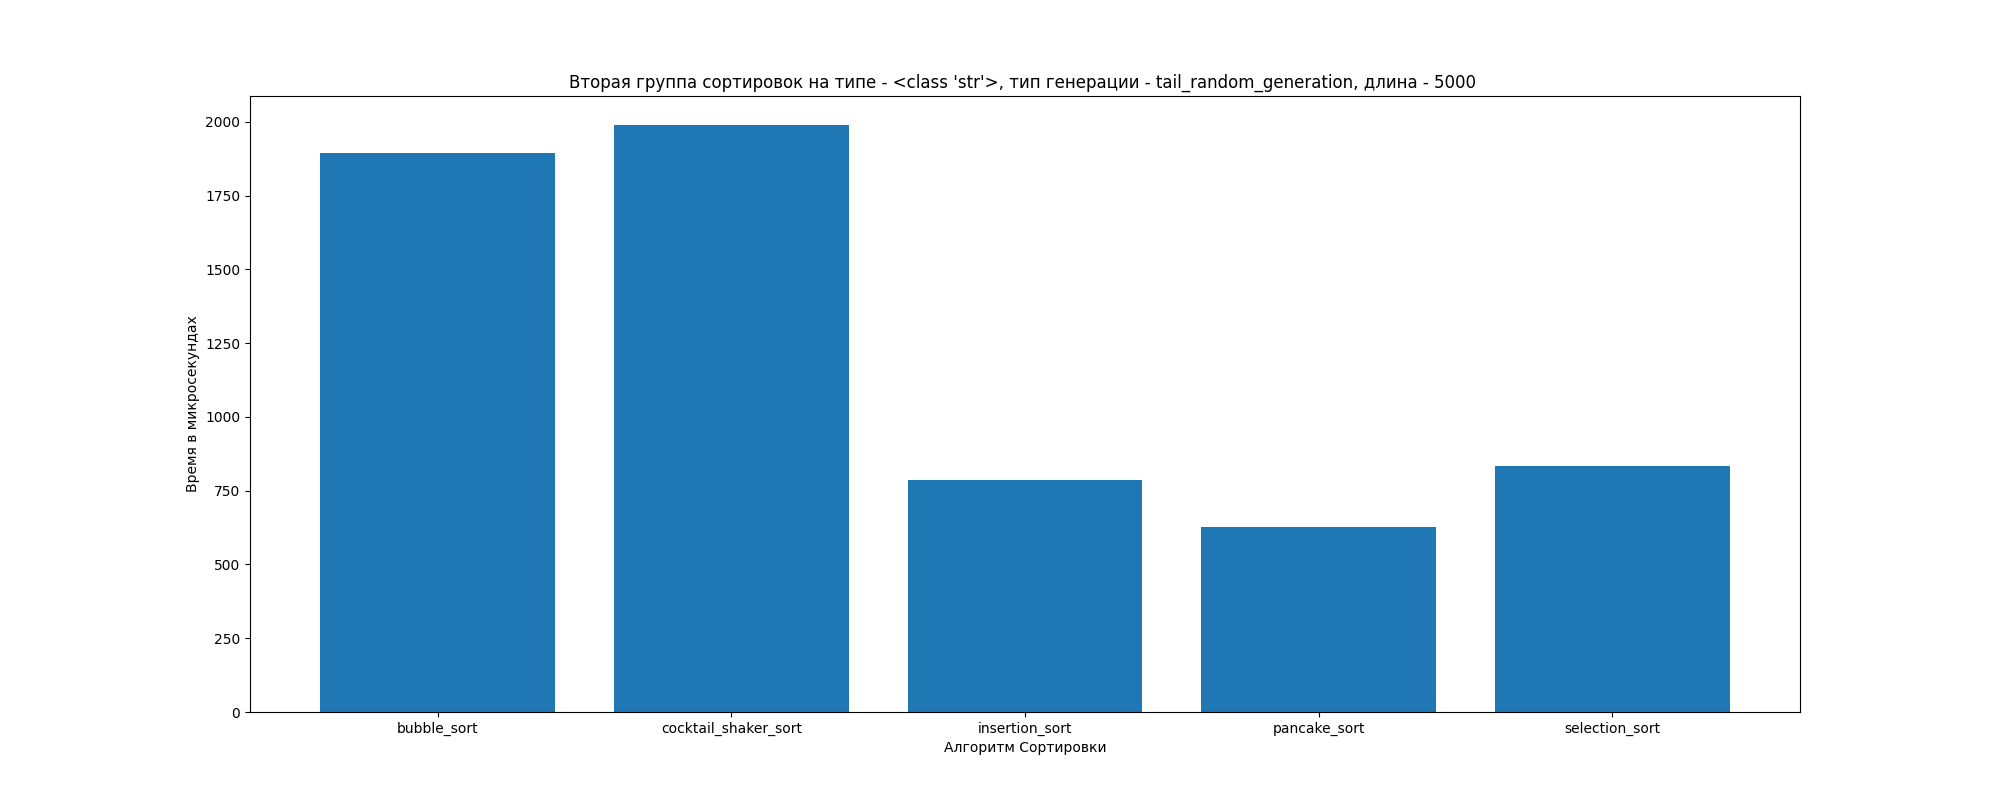 Вторая группа сортировок на типе - <class 'str'>, тип генерации - tail_random_generation, длина - 5000
2000
1750
1500
1250
1000
750
500
250
0
Время в микросекундах
bubble_sort cocktail_shaker_sort insertion_sort pancake_sort selection_sort
Алгоритм Сортировки